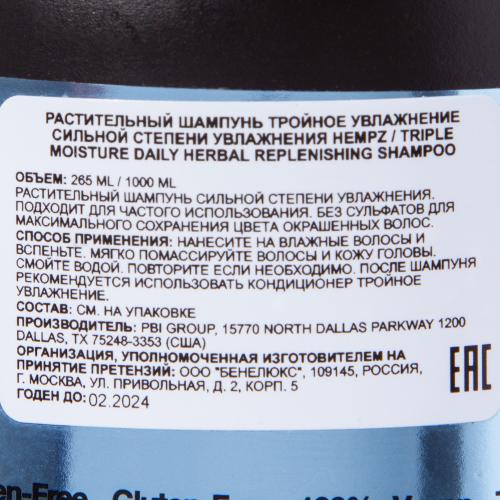 РАСТИТЕЛЬНЫЙ ШАМПУНЬ ТРОЙНОЕ УВЛАЖНЕНИЕ
СИЛЬНОЙ СТЕПЕНИ УВЛАЖНЕНИЯ HEMPZ / TRIPLE
MOISTURE DAILY HERBAL REPLENISHING SHAMPOO
ОБЪЕМ: 265 ML / 1000 ML
РАСТИТЕЛЬНЫЙ ШАМПУНЬ СИЛЬНОЙ СТЕПЕНИ УВЛАЖНЕНИЯ.
ПОДХОДИТ ДЛЯ ЧАСТОГО ИСПОЛЬЗОВАНИЯ. БЕЗ СУЛЬФАТОВ ДЛЯ
МАКСИМАЛЬНОГО СОХРАНЕНИЯ ЦВЕТА ОКРАШЕННЫХ ВОЛОС.
СПОСОБ ПРИМЕНЕНИЯ: НАНЕСИТЕ НА ВЛАЖНЫЕ ВОЛОСЫ И
ВСПЕНЬТЕ. МЯГКО ПОМАССИРУЙТЕ ВОЛОСЫ И КОЖУ ГОЛОВЫ.
СМОЙТЕ ВОДОЙ. ПОВТОРИТЕ ЕСЛИ НЕОБХОДИМО. ПОСЛЕ ШАМПУНЯ
РЕКОМЕНДУЕТСЯ ИСПОЛЬЗОВАТЬ КОНДИЦИОНЕР ТРОЙНОЕ
УВЛАЖНЕНИЕ.
СОСТАВ: СМ. НА УПАКОВКЕ
ПРОИЗВОДИТЕЛЬ: PBI GROUP, 15770 NORTH DALLAS PARKWAY 1200
DALLAS, TX 75248-3353 (США)
ОРГАНИЗАЦИЯ, УПОЛНОМОЧЕННАЯ ИЗГОТОВИТЕЛЕМ НА
ПРИНЯТИЕ ПРЕТЕНЗИЙ: ООО "БЕНЕЛЮКС", 109145, РОССИЯ,
Г. МОСКВА, УЛ. ПРИВОЛЬНАЯ, Д. 2, КОРП. 5
ГОДЕН ДО: 02.2024
EAC